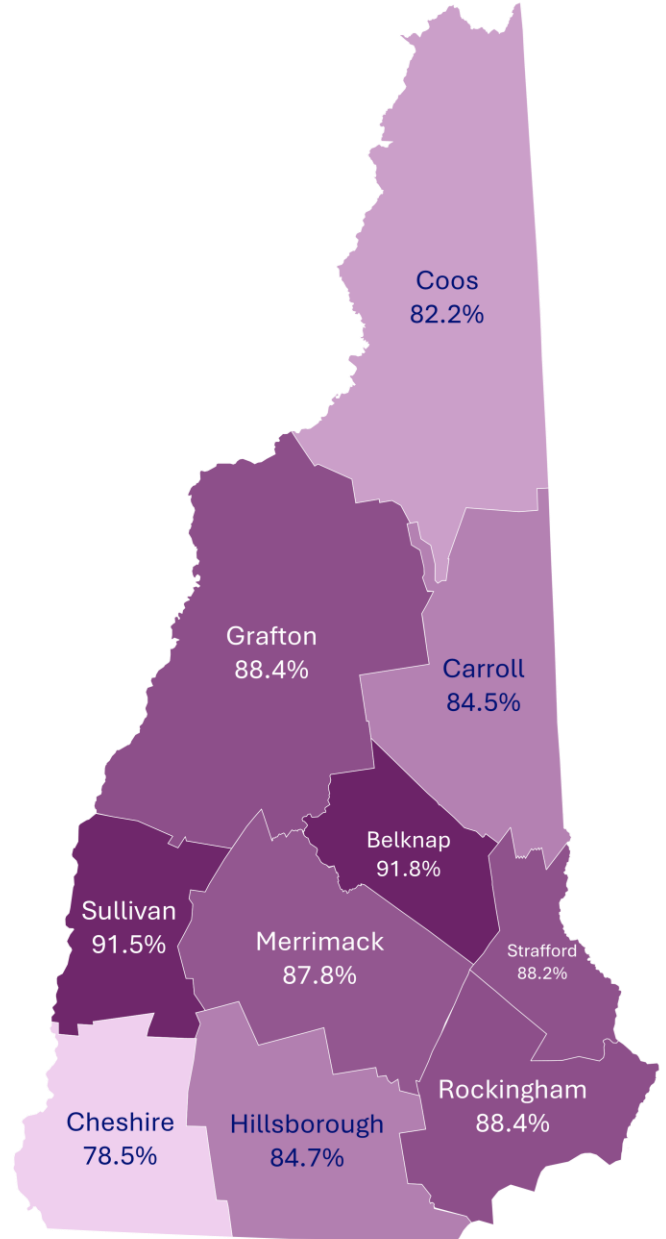 Coos
82.2%
Grafton
88.4%
Carroll
84.5%
Belknap
91.8%
Sullivan
91.5%
Merrimack
87.8%
Strafford
88.2%
Rockingham
88.4%
Cheshire
78.5%
Hillsborough
84.7%